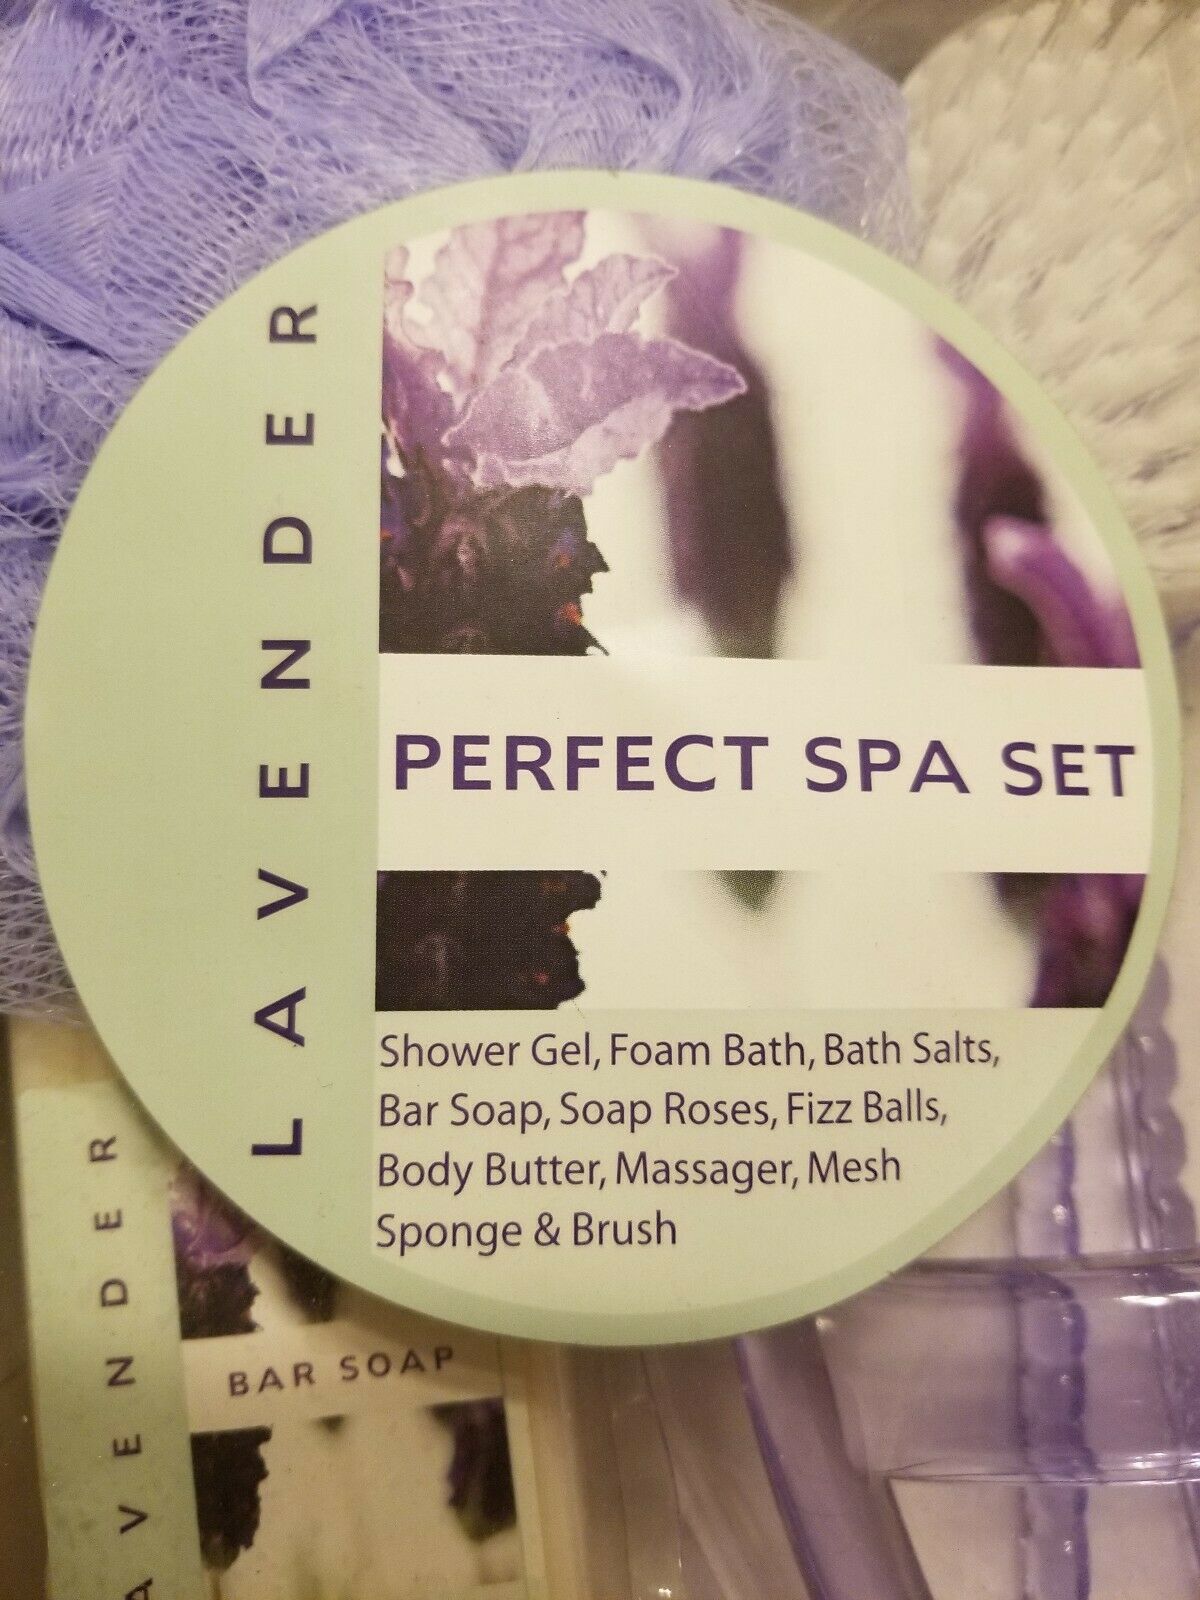 LAVENDER
PERFECT SPA SET
Shower Gel, Foam Bath, Bath Salts,
Bar Soap, Soap Roses, Fizz Balls,
Body Butter, Massager, Mesh
Sponge & Brush
AVENDER
BAR SOAP